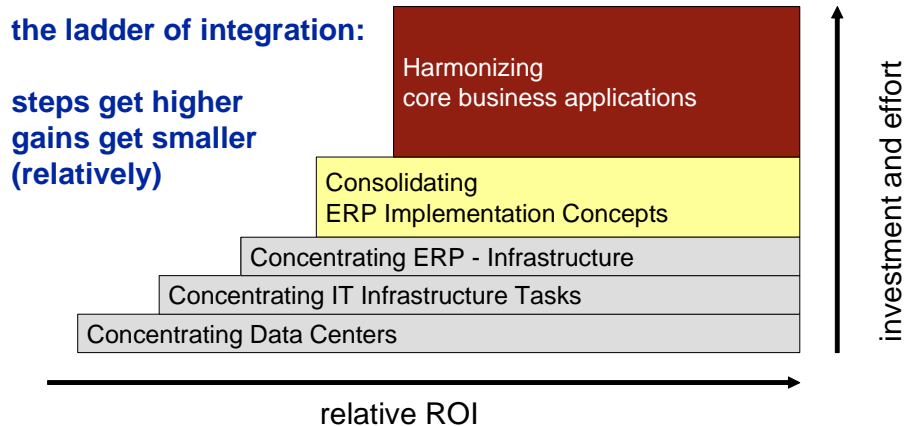 the ladder of integration:
steps get higher
gains get smaller
(relatively)
Harmonizing
core business applications
Consolidating
ERP Implementation Concepts
Concentrating ERP - Infrastructure
Concentrating IT Infrastructure Tasks
Concentrating Data Centers
relative ROI
investment and effort